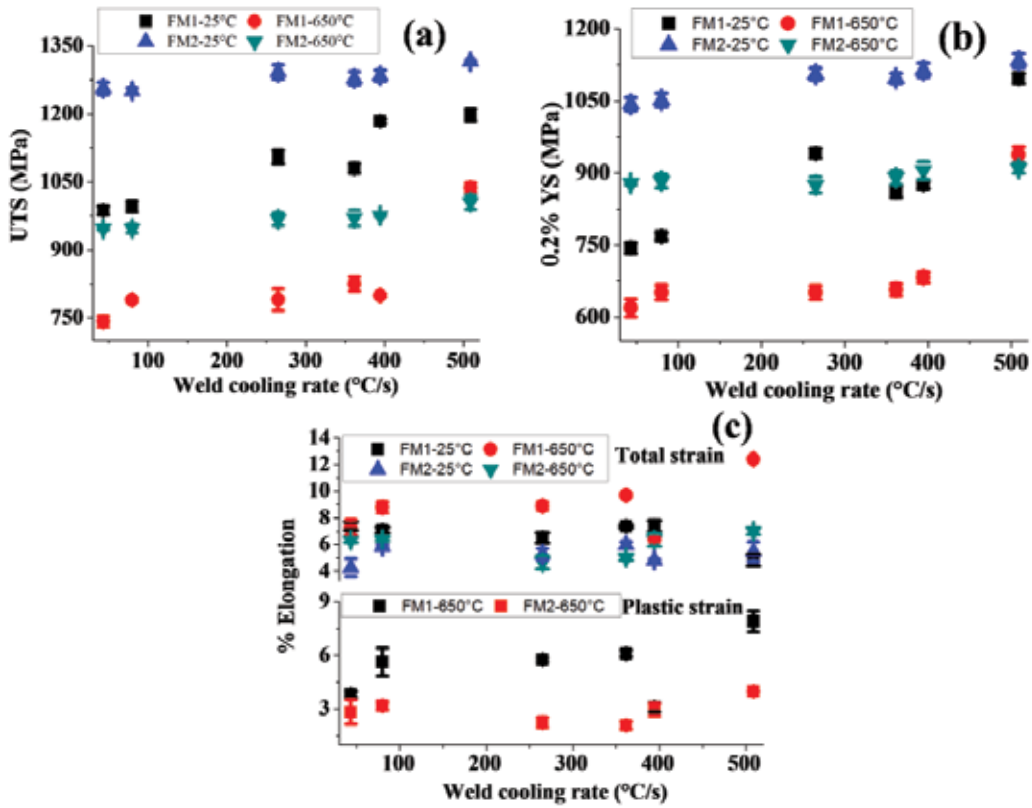 FM1-25°C FM1-650°C
FM2-25°C FM2-650°C
(a)
1350
1200
1050
900
750
UTS (MPa)
100 200 300 400 500
Weld cooling rate (°C/s)
FM1-25°C FM1-650°C
FM2-25°C FM2-650°C
(b)
1200
1050
900
750
600
0.2% YS (MPa)
100 200 300 400 500
Weld cooling rate (°C/s)
(c)
FM1-25°C FM1-650°C
FM2-25°C FM2-650°C
Total strain
14
12
10
8
6
4
FM1-650°C FM2-650°C
Plastic strain
9
6
3
% Elongation
100 200 300 400 500
Weld cooling rate (°C/s)